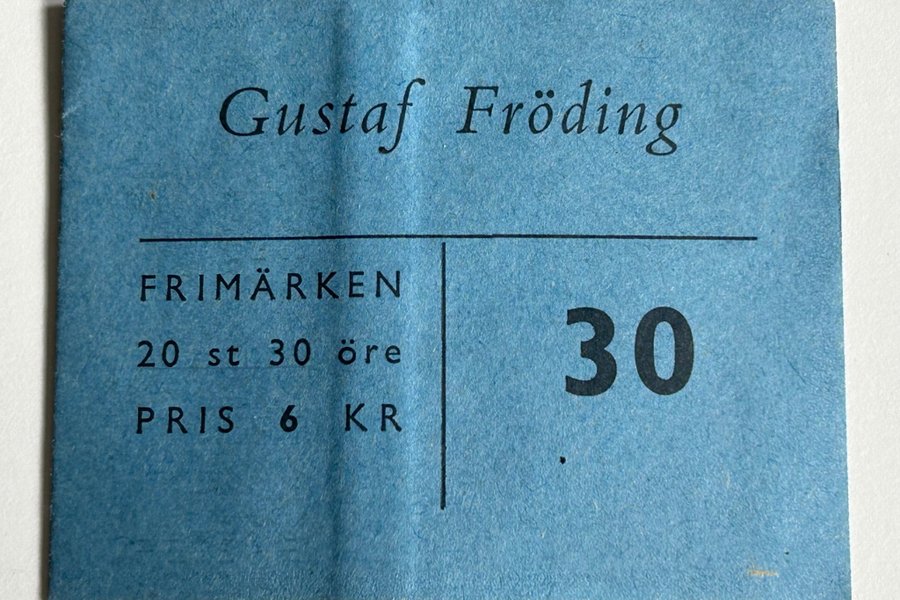 Gustaf Fröding
FRIMÄRKEN
20 st 30 öre
PRIS 6 KR
30